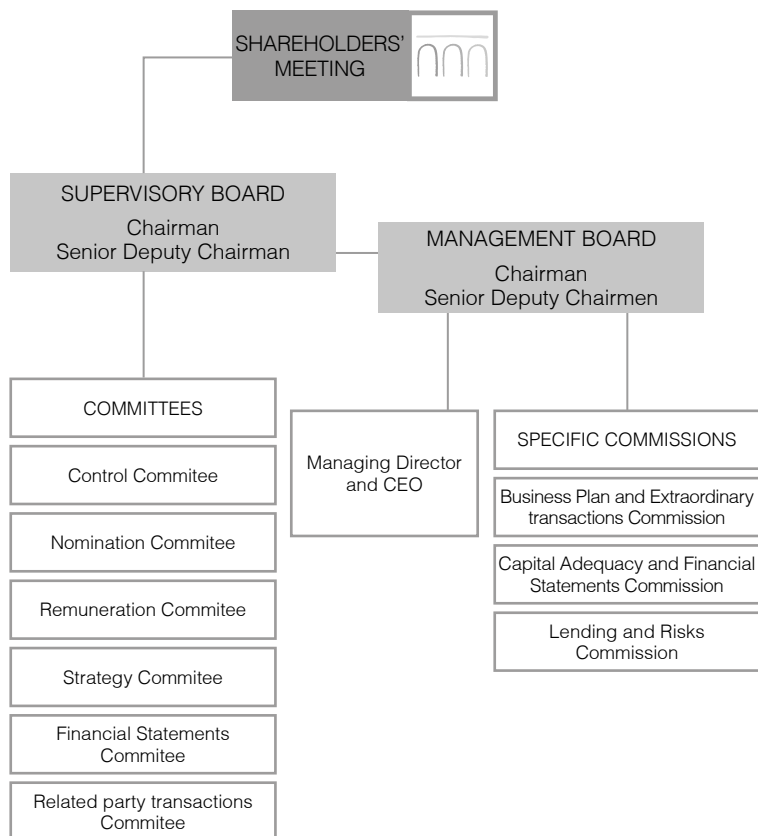 SHAREHOLDERS'
MEETING
SUPERVISORY BOARD
Chairman
Senior Deputy Chairman
MANAGEMENT BOARD
Chairman
Senior Deputy Chairmen
COMMITTEES
Control Commitee
Nomination Commitee
Remuneration Commitee
Strategy Commitee
Financial Statements
Commitee
Related party transactions
Commitee
Managing Director
and CEO
SPECIFIC COMMISSIONS
Business Plan and Extraordinary
transactions Commission
Capital Adequacy and Financial
Statements Commission
Lending and Risks
Commission